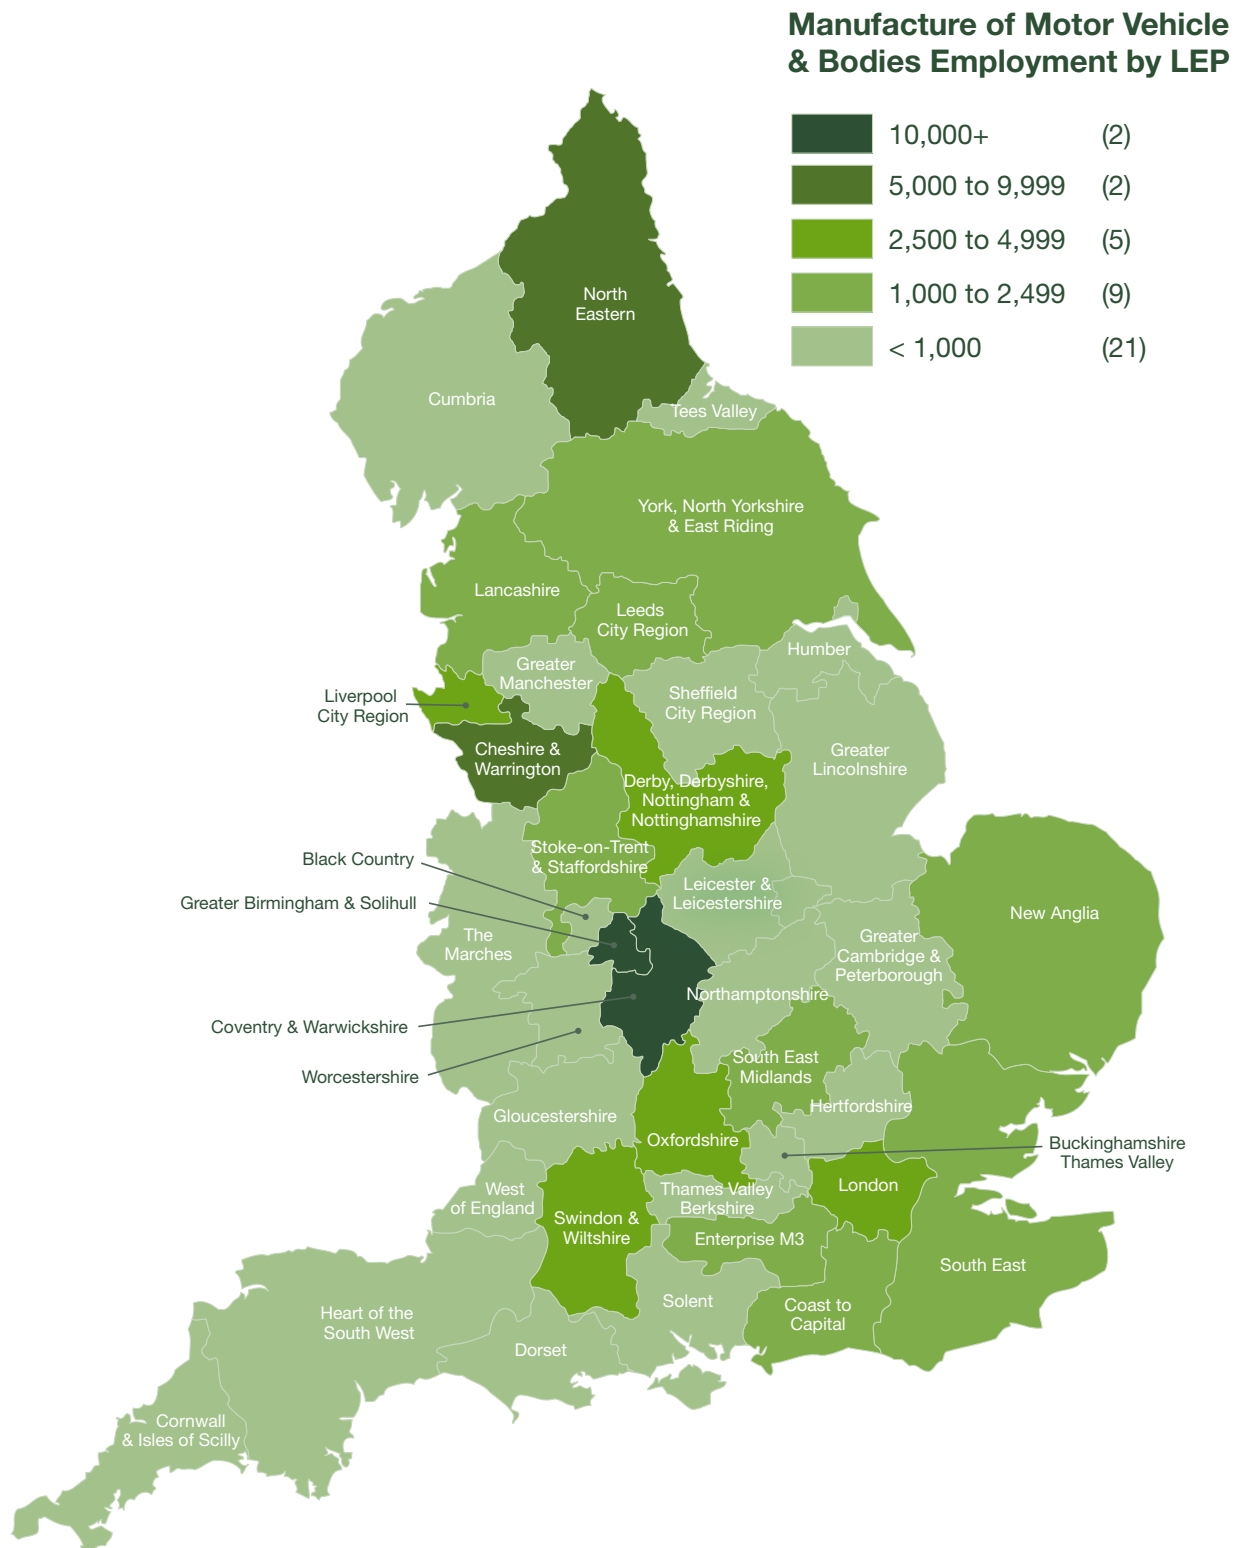 Manufacture of Motor Vehicle
& Bodies Employment by LEP
10,000+ (2)
5,000 to 9,999 (2)
2,500 to 4,999 (5)
1,000 to 2,499 (9)
< 1,000 (21)
North
Eastern
Cumbria
Tees Valley
York, North Yorkshire
& East Riding
Lancashire
Leeds
City Region
Humber
Greater
Manchester
Liverpool
City Region
Sheffield
City Region
Cheshire &
Warrington
Greater
Lincolnshire
Derby, Derbyshire,
Nottingham &
Nottinghamshire
Stoke-on-Trent
& Staffordshire
Black Country
Leicester &
Leicestershire
Greater Birmingham & Solihull
New Anglia
The
Marches
Greater
Cambridge &
Peterborough
Northamptonshire
Coventry & Warwickshire
South East
Midlands
Worcestershire
Hertfordshire
Gloucestershire
Oxfordshire
Buckinghamshire
Thames Valley
London
West
of England
Thames Valley
Berkshire
Swindon &
Wiltshire
Enterprise M3
South East
Solent
Coast to
Capital
Heart of the
South West
Dorset
Cornwall
& Isles of Scilly